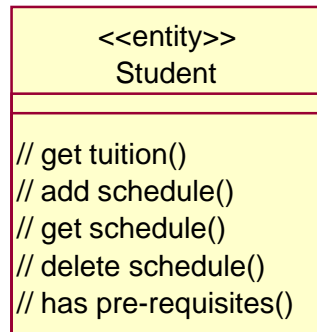 <<entity>>
Student
// get tuition()
// add schedule()
// get schedule()
// delete schedule()
// has pre-requisites()